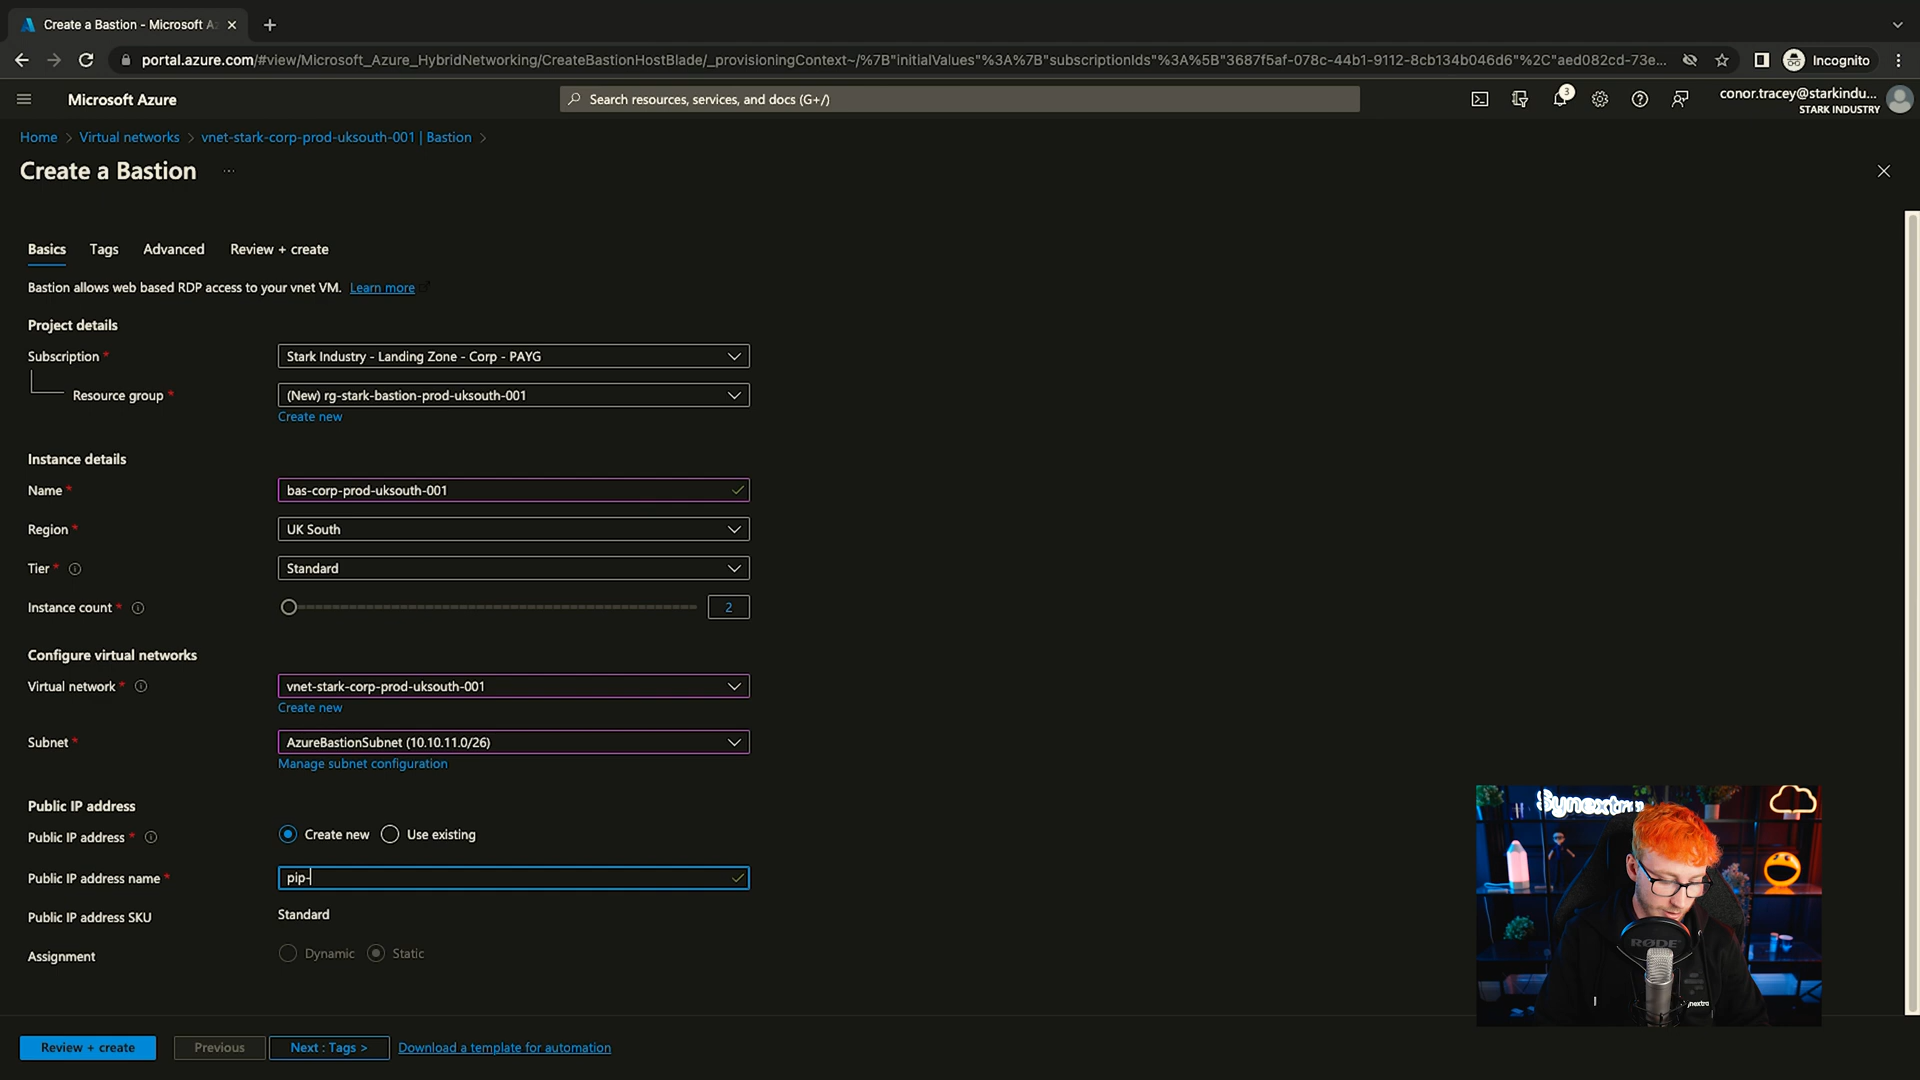 Create a Bastion - Microsoft Az
portal.azure.com/#view/Microsoft_Azure_HybridNetworking/CreateBastionHostBlade/_provisioningContext~/%7B"initialValues"%3A%7B"subscriptionIds"%3A%5B"3687f5af-078c-44b1-9112-8cb134b046d6"%2C"aed082cd-73e...
Incognito
Microsoft Azure
Search resources, services, and docs (G+/)
3
conor.tracey@starkindu...
STARK INDUSTRY
Home > Virtual networks > vnet-stark-corp-prod-uksouth-001 | Bastion >
Create a Bastion ...
Basics Tags Advanced Review + create
Bastion allows web based RDP access to your vnet VM. Learn more
Project details
Subscription * Stark Industry - Landing Zone - Corp - PAYG
Resource group * (New) rg-stark-bastion-prod-uksouth-001
Create new
Instance details
Name * bas-corp-prod-uksouth-001
Region * UK South
Tier * Standard
Instance count * 2
Configure virtual networks
Virtual network * vnet-stark-corp-prod-uksouth-001
Create new
Subnet * AzureBastionSubnet (10.10.11.0/26)
Manage subnet configuration
Public IP address
Public IP address * Create new Use existing
Public IP address name * pip-
Public IP address SKU Standard
Assignment Dynamic Static
Review + create Previous Next : Tags > Download a template for automation
Synextra
RØDE